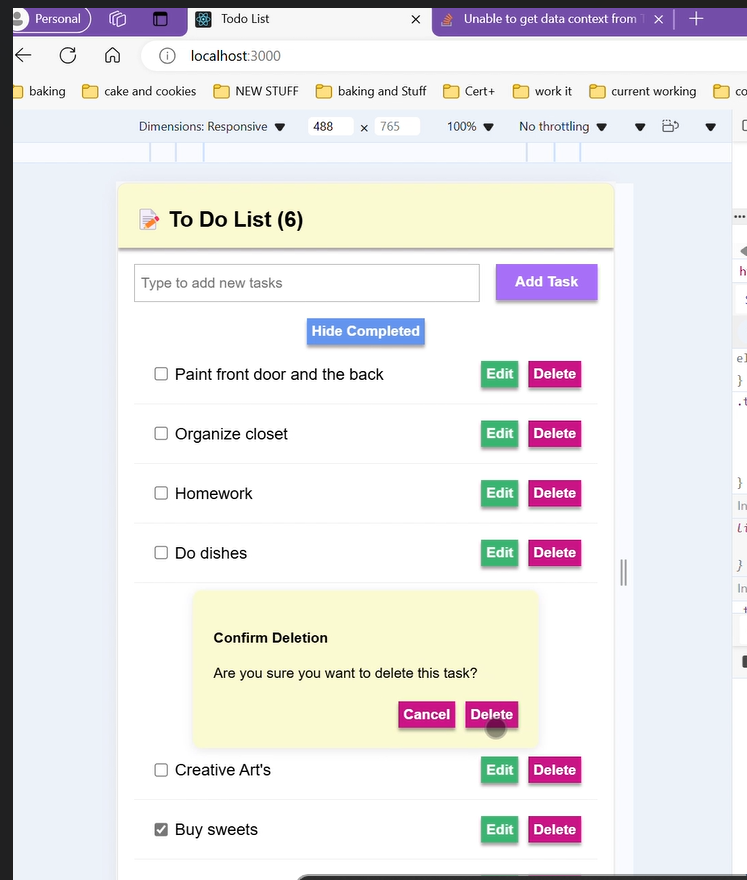 Personal
Todo List
Unable to get data context from
localhost:3000
baking
cake and cookies
NEW STUFF
baking and Stuff
Cert+
work it
current working
co
Dimensions: Responsive
488
x
765
100%
No throttling
To Do List (6)
Type to add new tasks
Add Task
Hide Completed
Paint front door and the back
Edit
Delete
Organize closet
Edit
Delete
Homework
Edit
Delete
Do dishes
Edit
Delete
Confirm Deletion
Are you sure you want to delete this task?
Cancel
Delete
Creative Art's
Edit
Delete
Buy sweets
Edit
Delete